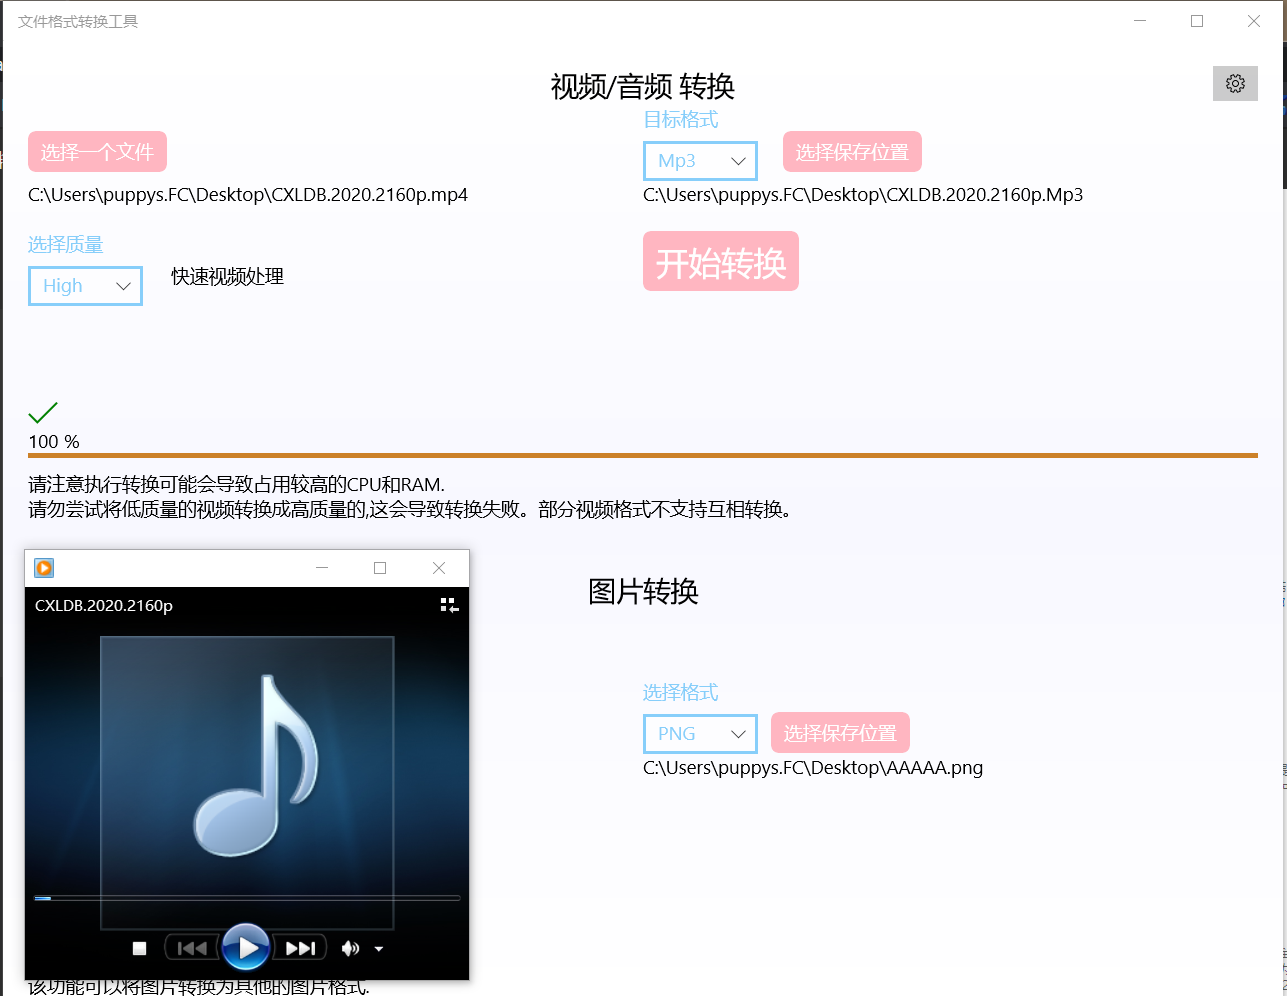 文件格式转换工具
视频/音频 转换
目标格式
选择一个文件
Mp3
选择保存位置
C:\Users\puppys.FC\Desktop\CXLDB.2020.2160p.mp4
C:\Users\puppys.FC\Desktop\CXLDB.2020.2160p.Mp3
选择质量
High
快速视频处理
开始转换
100 %
请注意执行转换可能会导致占用较高的CPU和RAM.
请勿尝试将低质量的视频转换成高质量的,这会导致转换失败。部分视频格式不支持互相转换。
CXLDB.2020.2160p
图片转换
选择格式
PNG
选择保存位置
C:\Users\puppys.FC\Desktop\AAAAA.png
该功能可以将图片转换为其他的图片格式.